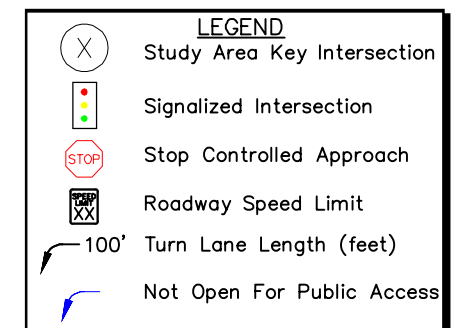 LEGEND
X Study Area Key Intersection
Signalized Intersection
STOP Stop Controlled Approach
SPEED
LIMIT
XX Roadway Speed Limit
100' Turn Lane Length (feet)
Not Open For Public Access